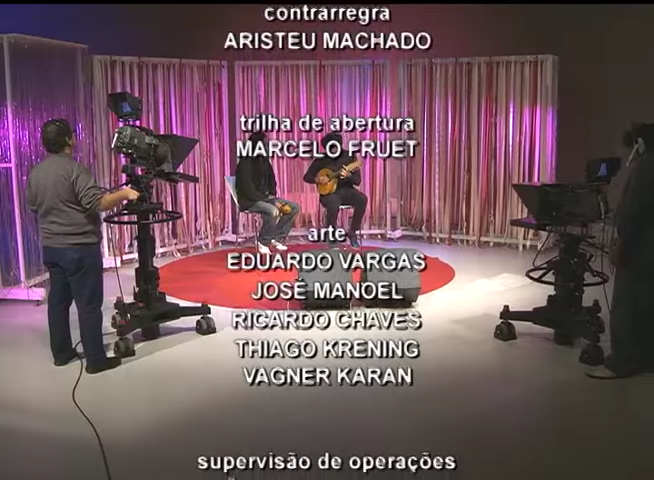 contrarregra
ARISTEU MACHADO
trilha de abertura
MARCELO FRUET
arte
EDUARDO VARGAS
JOSÉ MANOEL
RICARDO CHAVES
THIAGO KRENING
VAGNER KARAN
supervisão de operações